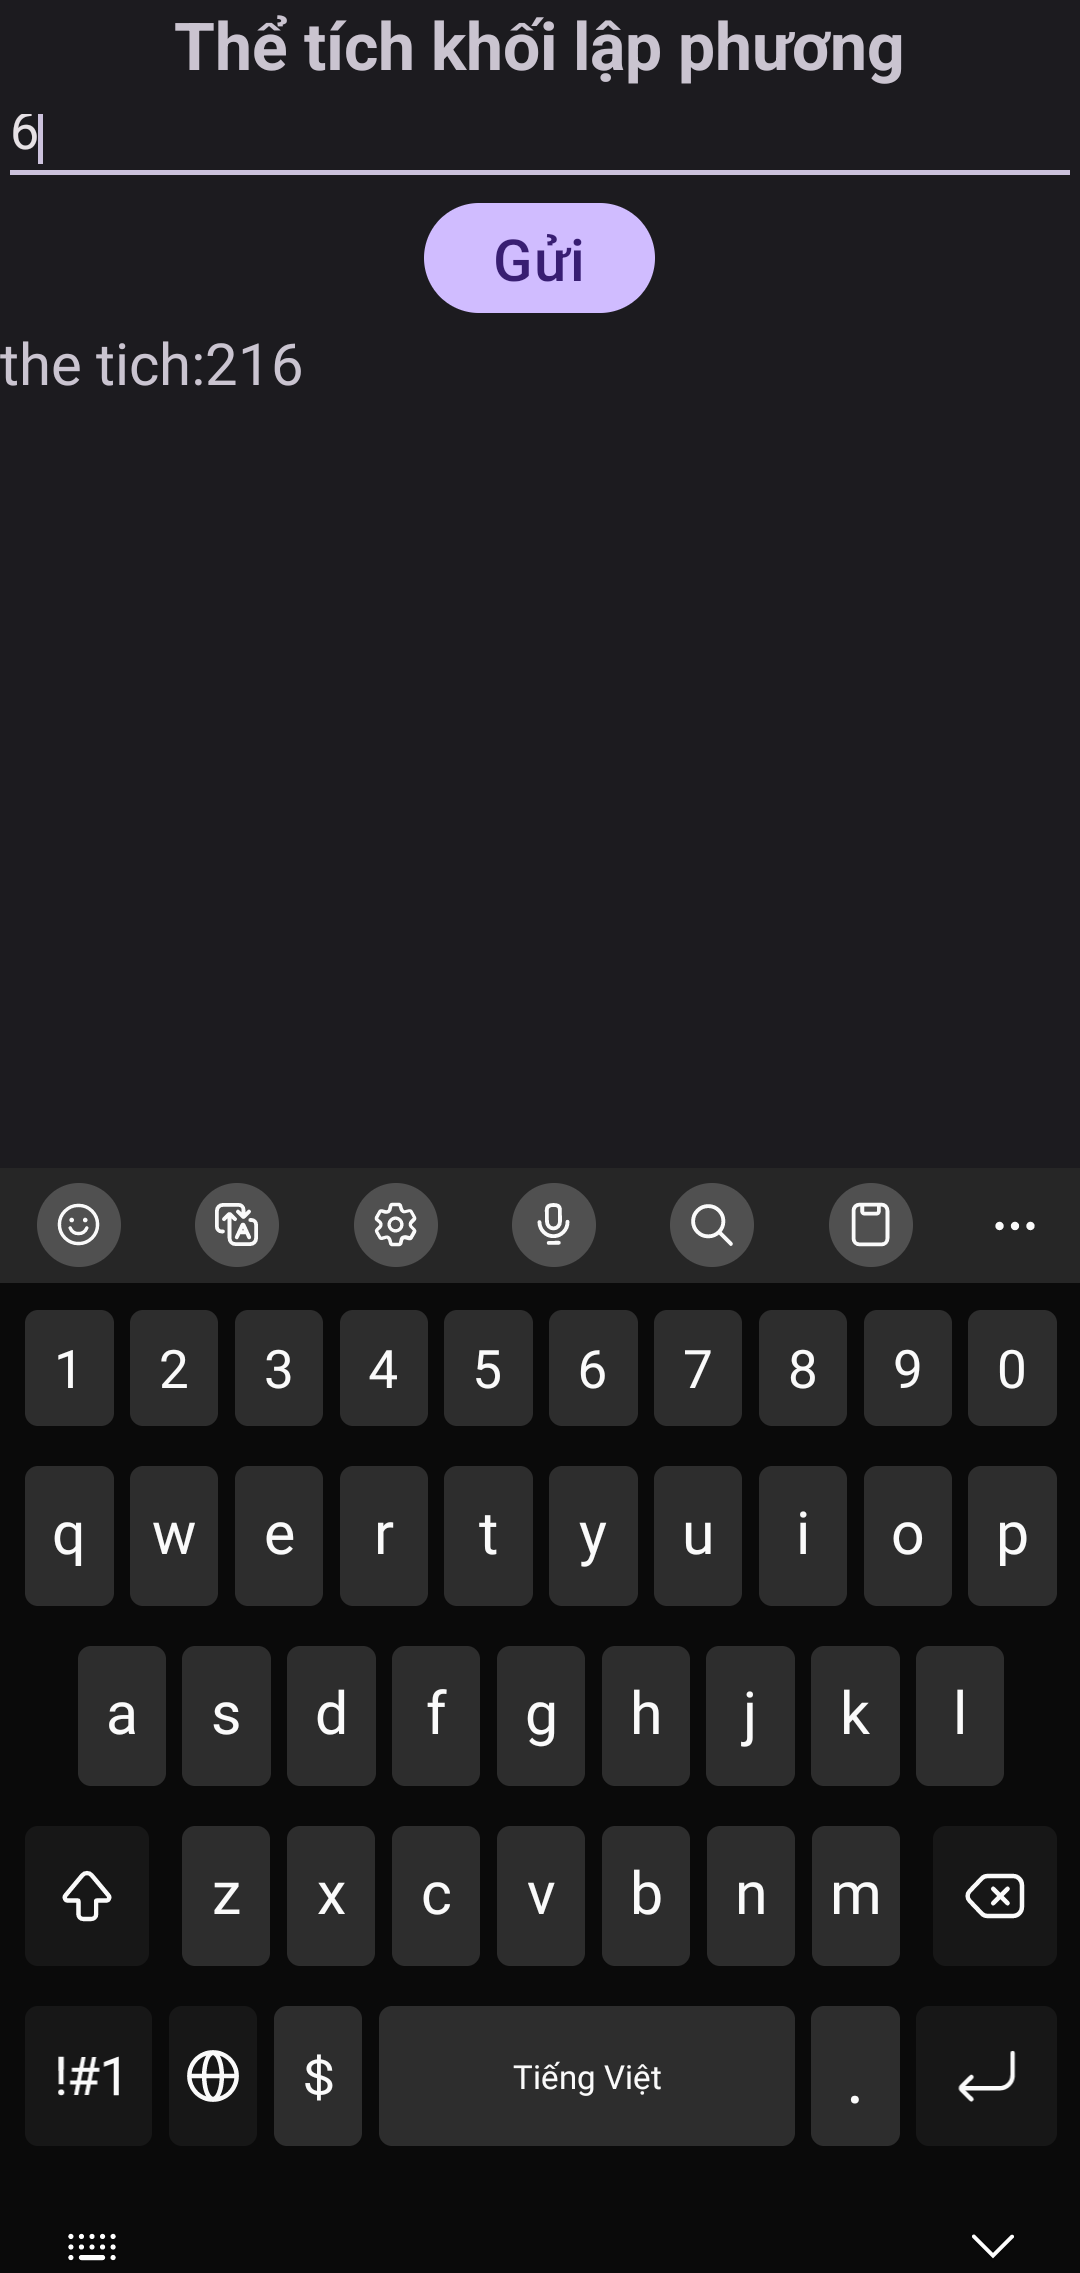 Thể tích khối lập phương
6
Gửi
the tich:216
1 2 3 4 5 6 7 8 9 0
q w e r t y u i o p
a s d f g h j k l
z x c v b n m
!#1 $ Tiếng Việt .